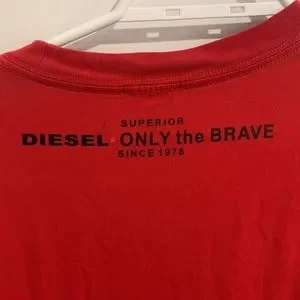 SUPERIOR
DIESEL ONLY the BRAVE
SINCE 1978